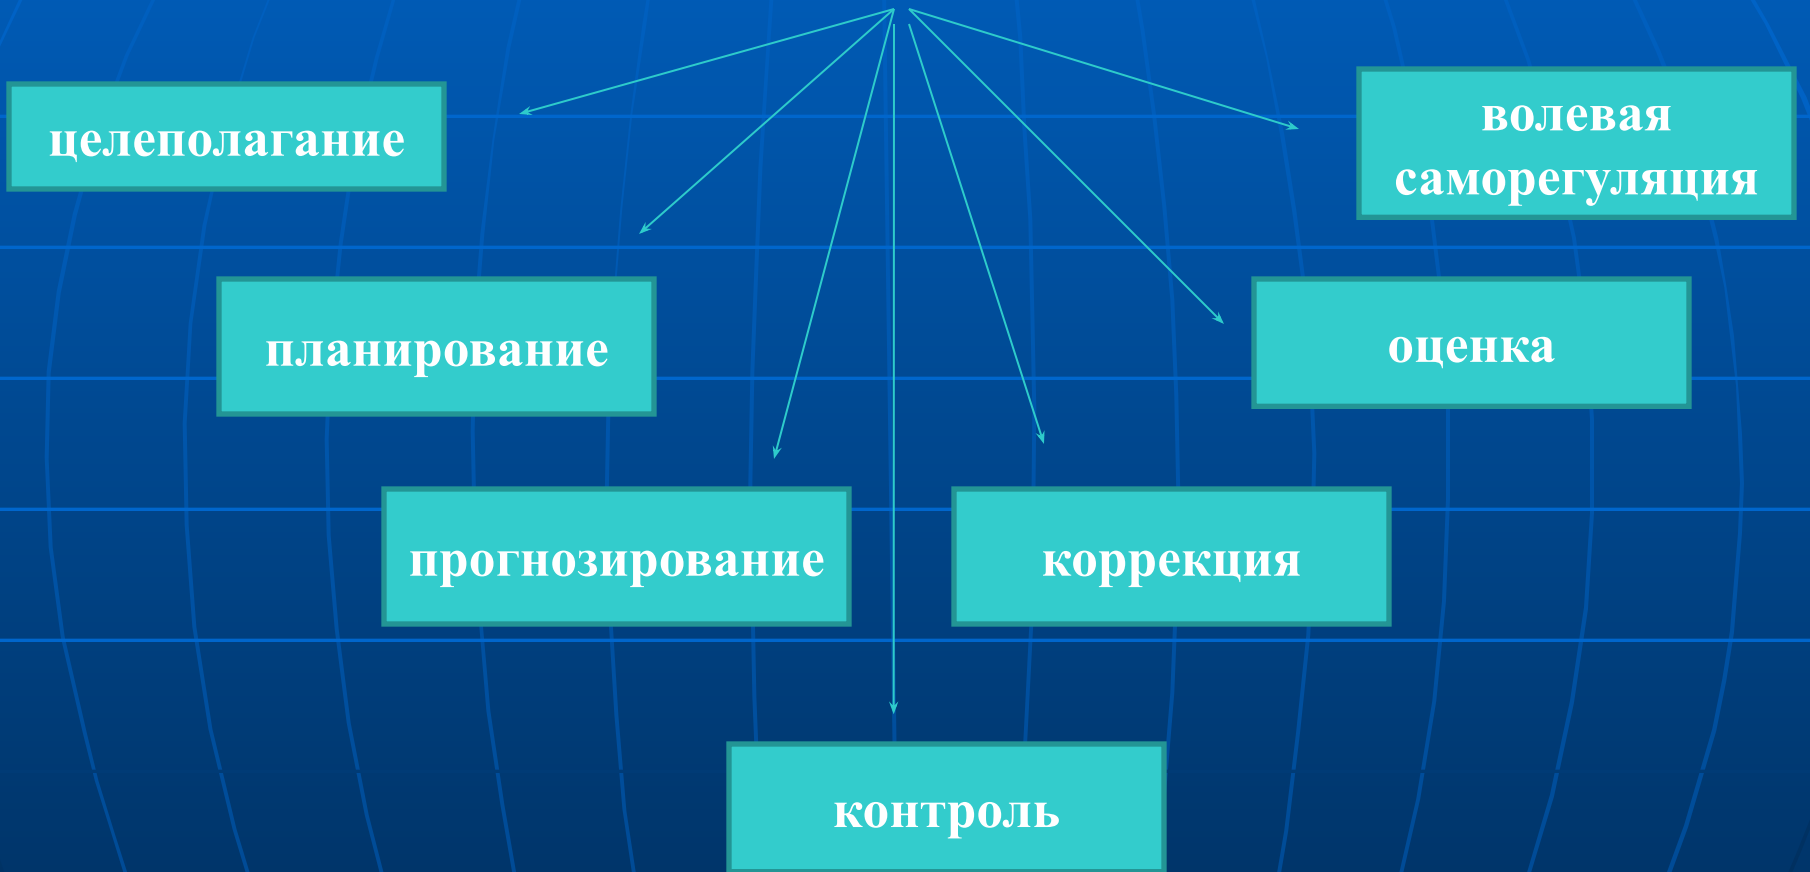 целеполагание
волевая
саморегуляция
планирование
оценка
прогнозирование
коррекция
контроль